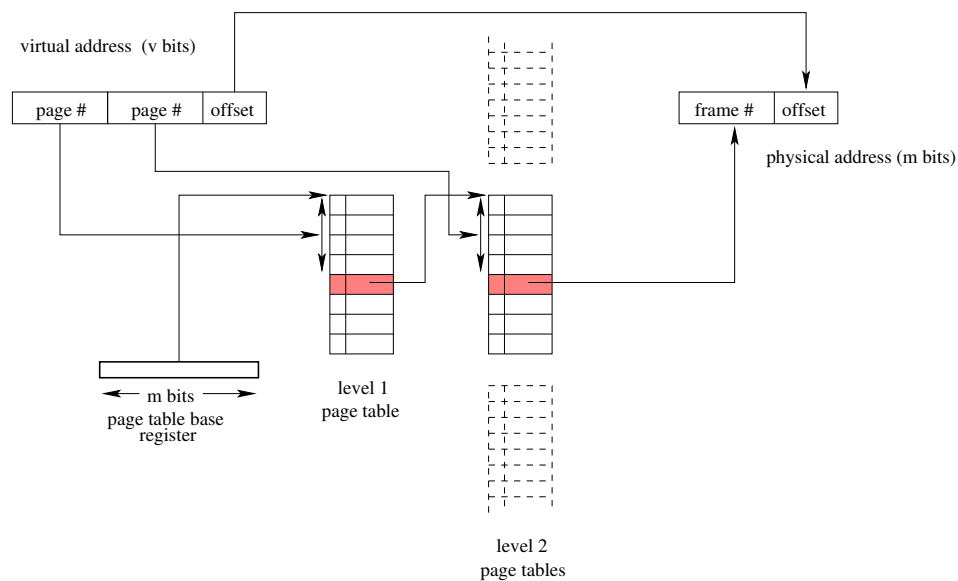 virtual address (v bits)
page # page # offset
frame # offset
physical address (m bits)
m bits
page table base
register
level 1
page table
level 2
page tables